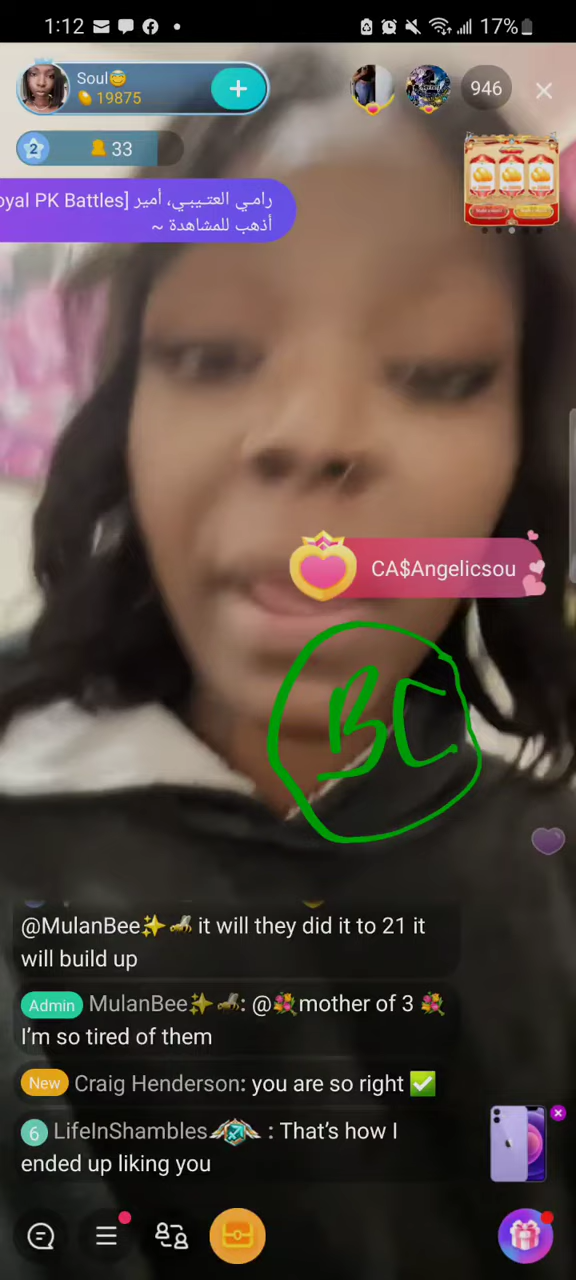 1:12
17%
Soul😇
19875
946
2
33
رامي العتـيبـي، أمير [oyal PK Battles
أذهب للمشاهدة ~
CA$Angelicsou
BC
@MulanBee✨🐝 it will they did it to 21 it
will build up
Admin MulanBee✨🐝: @💐mother of 3 💐
I'm so tired of them
New Craig Henderson: you are so right ✅
6 LifeInShambles♐ : That's how I
ended up liking you